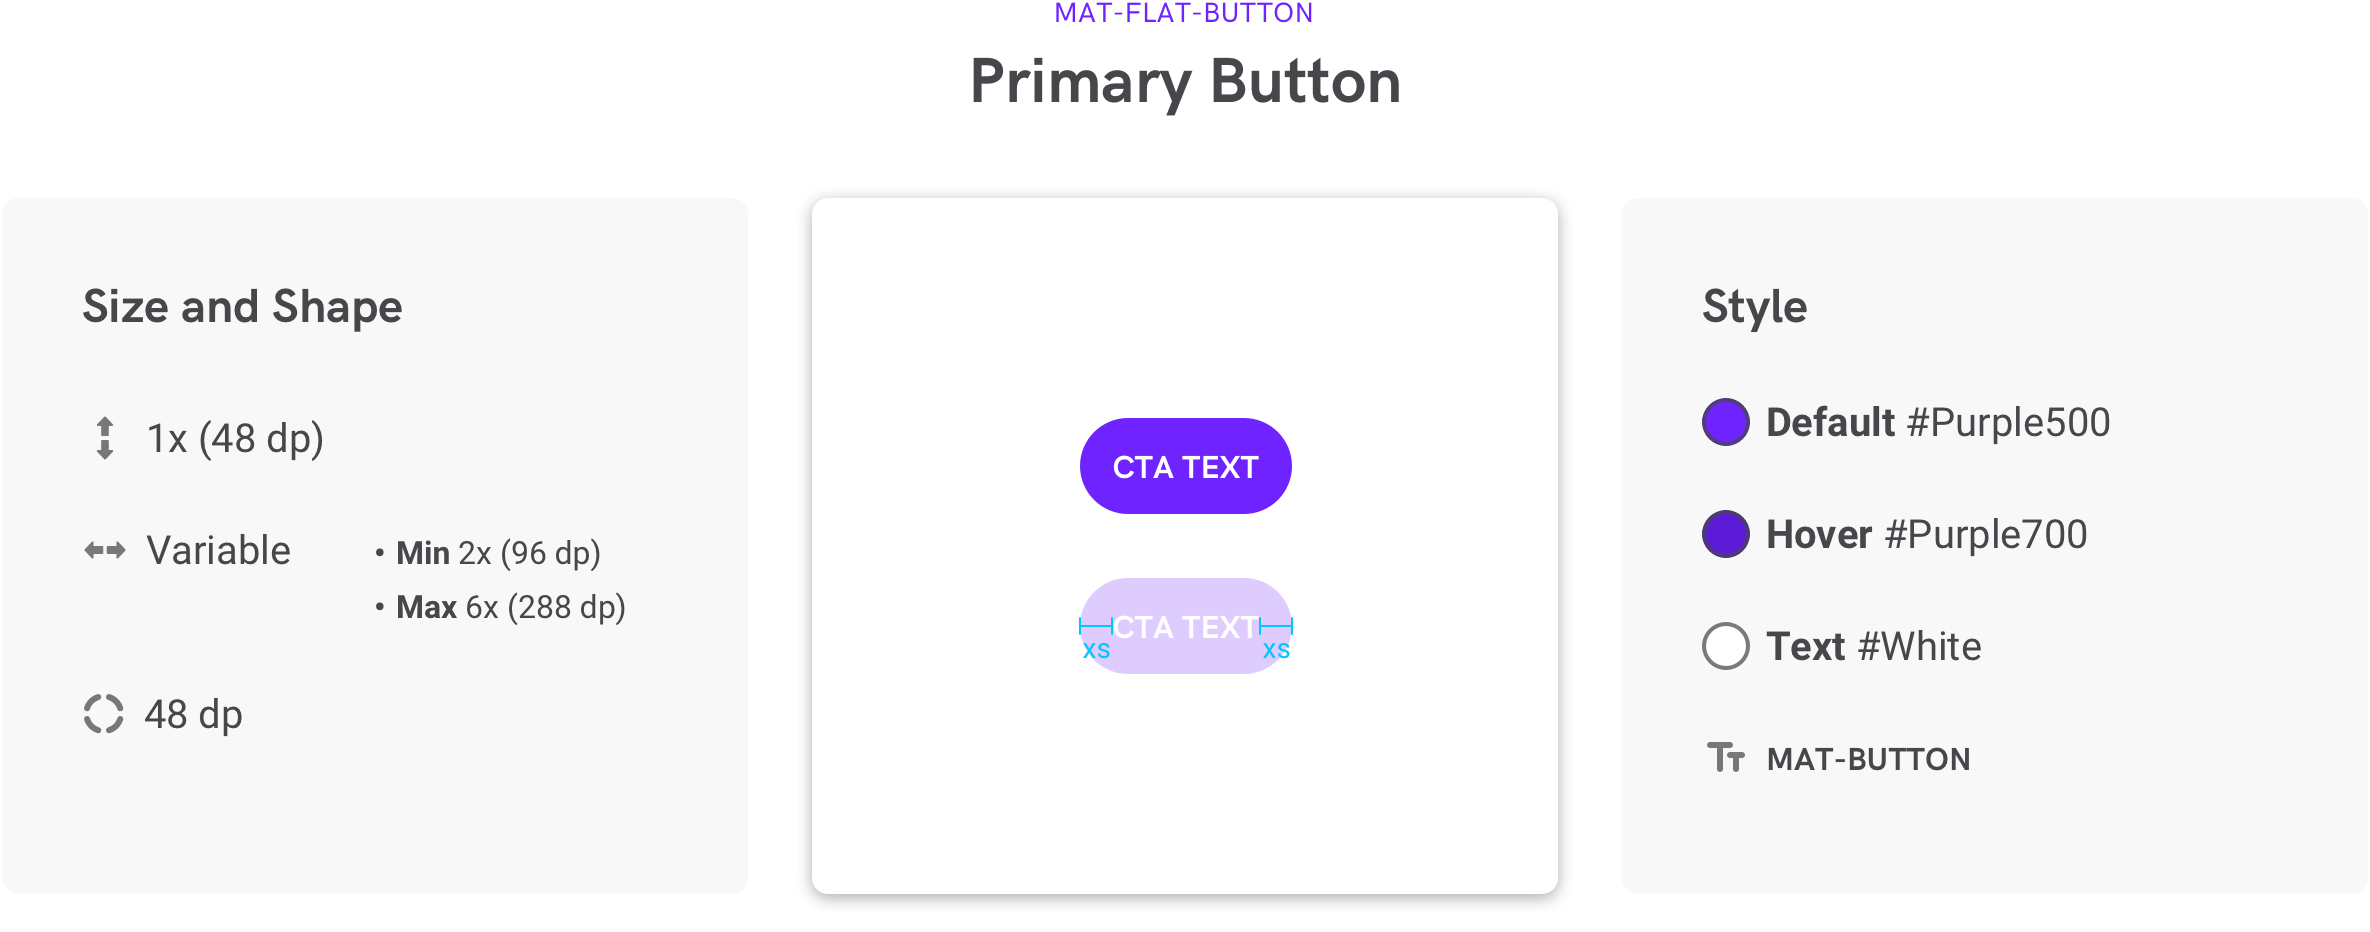 MAT-FLAT-BUTTON
Primary Button
Size and Shape
1x (48 dp)
Variable
• Min 2x (96 dp)
• Max 6x (288 dp)
48 dp
CTA TEXT
CTA TEXT
XS XS
Style
Default #Purple500
Hover #Purple700
Text #White
Tt MAT-BUTTON